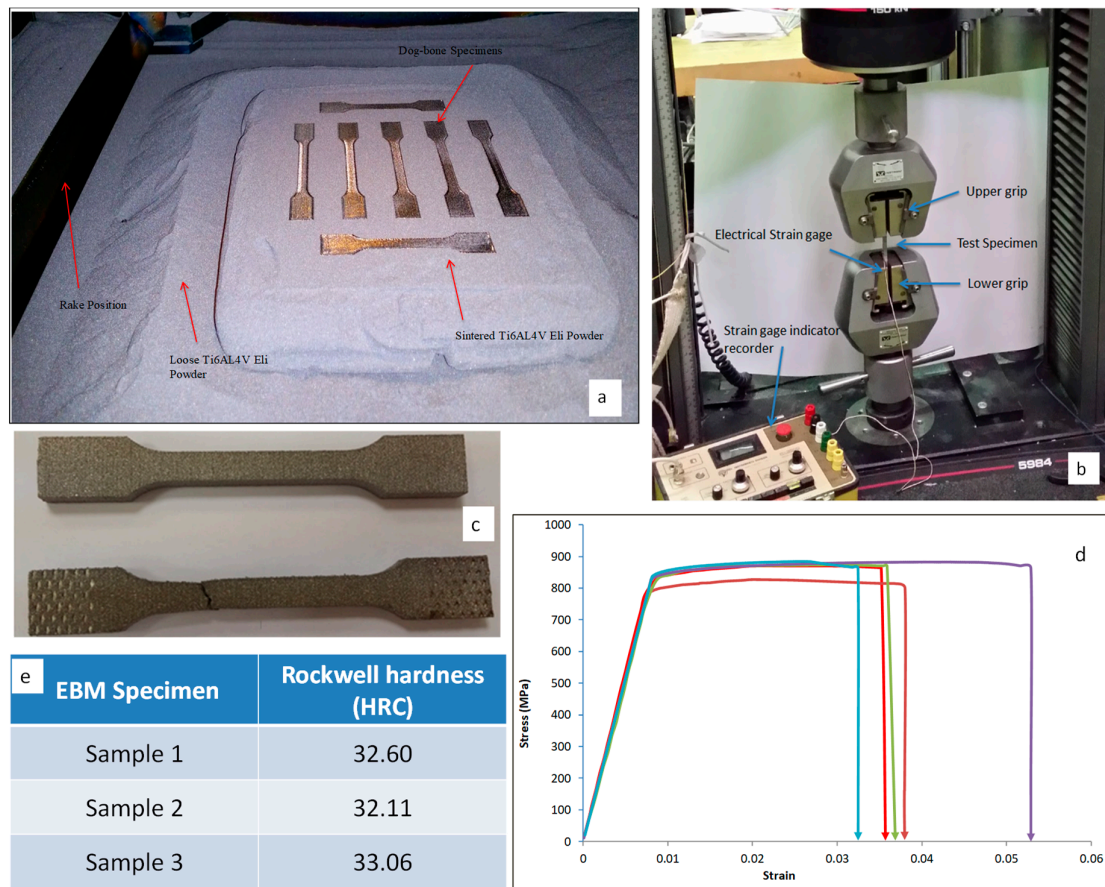 Dog-bone Specimens
Rake Position
Loose Ti6AL4V Eli
Powder
Sintered Ti6AL4V Eli Powder
a
150 KN
Upper grip
Electrical Strain gage
Test Specimen
Lower grip
Strain gage indicator
recorder
5984
b
c
d
Stress (MPa)
1000
900
800
700
600
500
400
300
200
100
0
0
0.01
0.02
0.03
0.04
0.05
0.06
Strain
e
EBM Specimen
Rockwell hardness
(HRC)
Sample 1
32.60
Sample 2
32.11
Sample 3
33.06